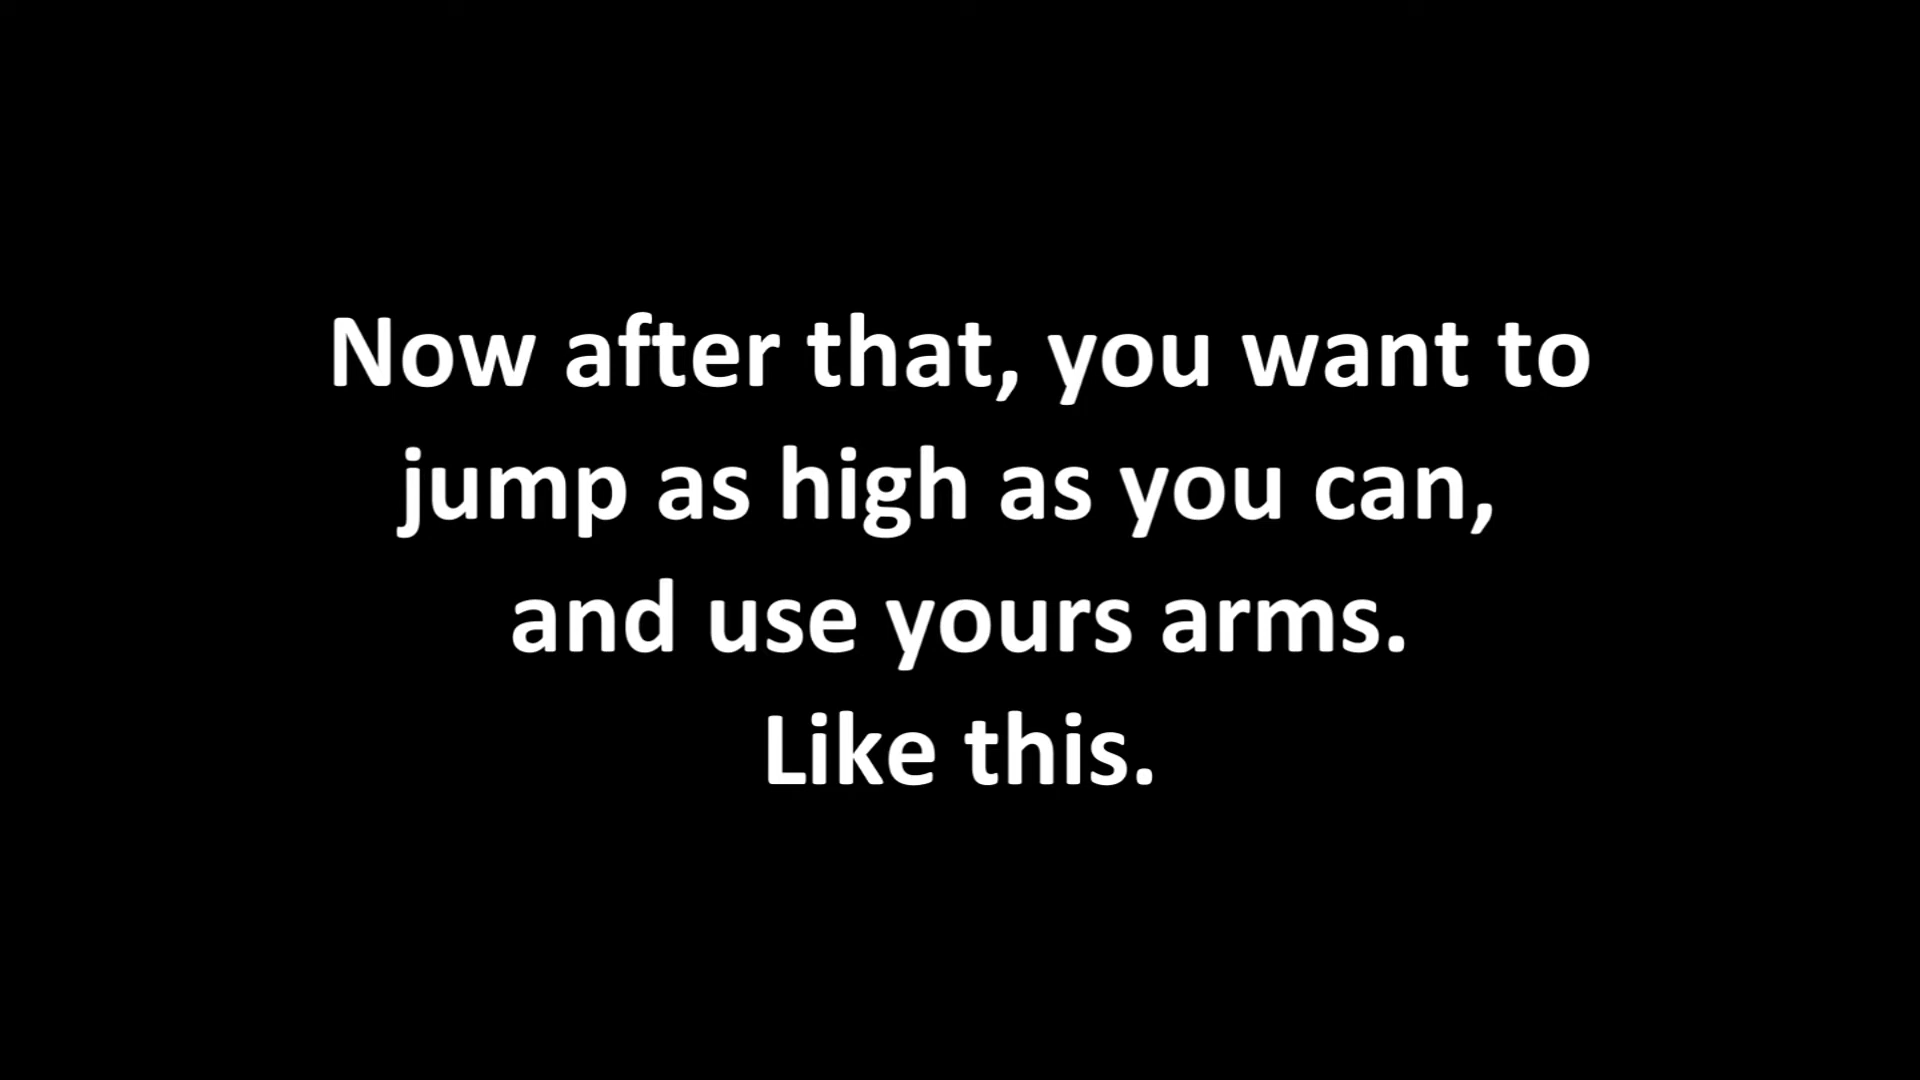 Now after that, you want to
jump as high as you can,
and use yours arms.
Like this.